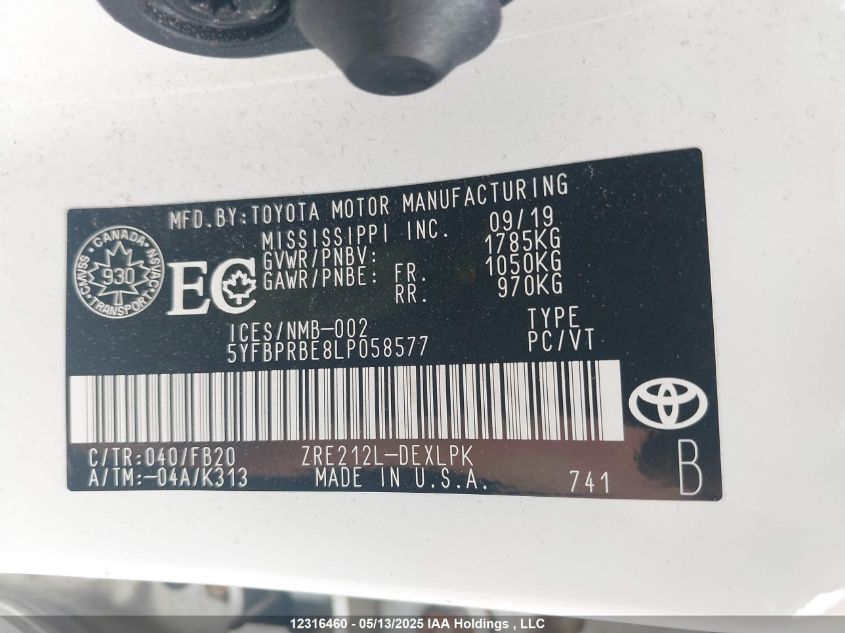 MFD.BY:TOYOTA MOTOR MANUFACTURING
MISSISSIPPI INC. 09/19
GVWR/PNBV: 1785KG
GAWR/PNBE: FR. 1050KG
RR. 970KG
CANADA
CMVSS 930 NSVAC
TRANSPORT
EC
ICES/NMB-002 TYPE
5YFBPRBE8LP058577 PC/VT
C/TR:040/FB20 ZRE212L-DEXLPK
A/TM:-04A/K313 MADE IN U.S.A. 741 B
12316460 - 05/13/2025 IAA Holdings , LLC